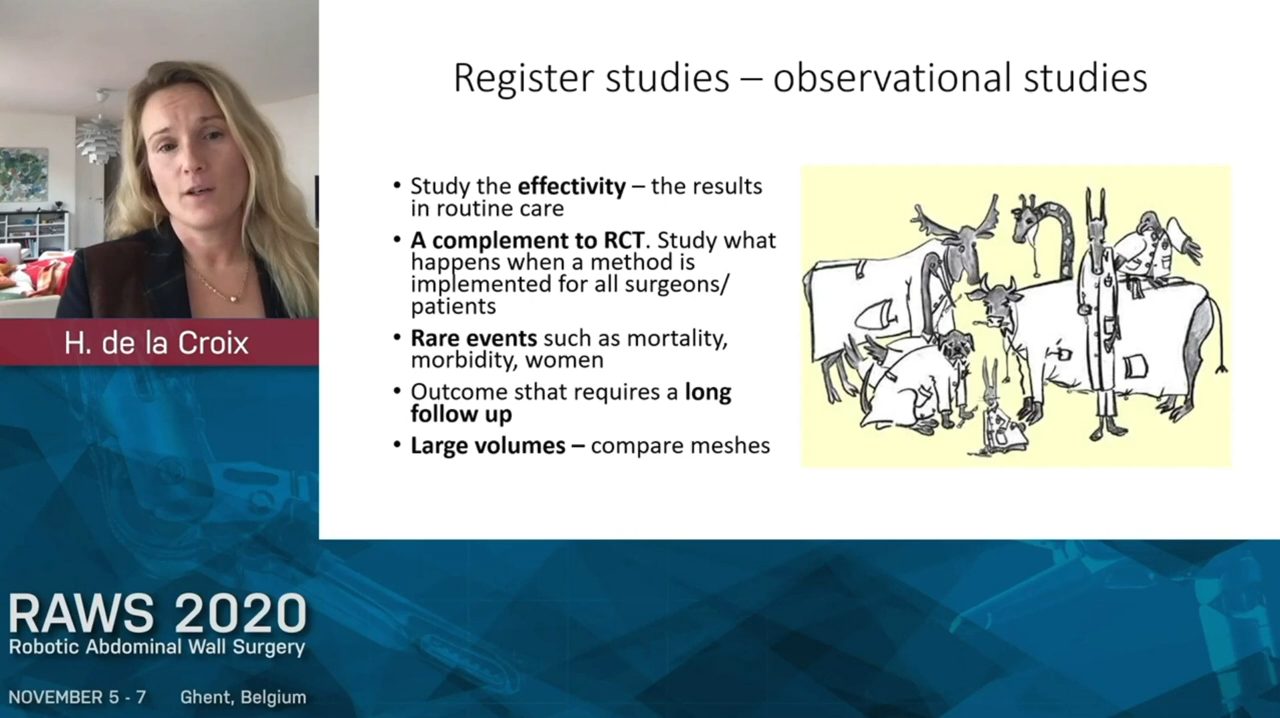 Register studies – observational studies
• Study the effectivity – the results
in routine care
• A complement to RCT. Study what
happens when a method is
implemented for all surgeons/
patients
• Rare events such as mortality,
morbidity, women
• Outcome sthat requires a long
follow up
• Large volumes – compare meshes
H. de la Croix
RAWS 2020
Robotic Abdominal Wall Surgery
NOVEMBER 5 - 7 Ghent, Belgium